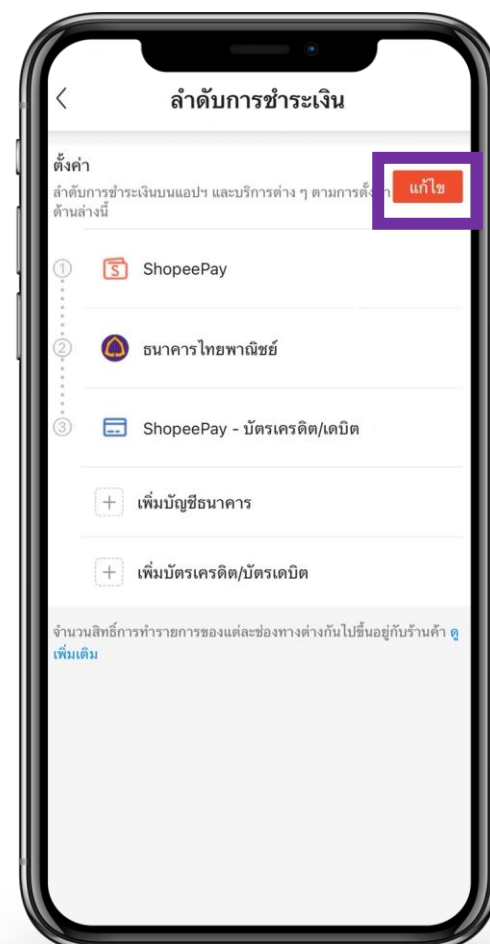 ลำดับการชำระเงิน
ตั้งค่า
ลำดับการชำระเงินบนแอปฯ และบริการต่าง ๆ ตามการตั้ง
แก้ไข
ด้านล่างนี้
1
S
ShopeePay
2
ธนาคารไทยพาณิชย์
3
ShopeePay - บัตรเครดิต/เดบิต
+ เพิ่มบัญชีธนาคาร
+ เพิ่มบัตรเครดิต/บัตรเดบิต
จำนวนสิทธิ์การทำรายการของแต่ละช่องทางต่างกันไปขึ้นอยู่กับร้านค้า ดู
เพิ่มเติม